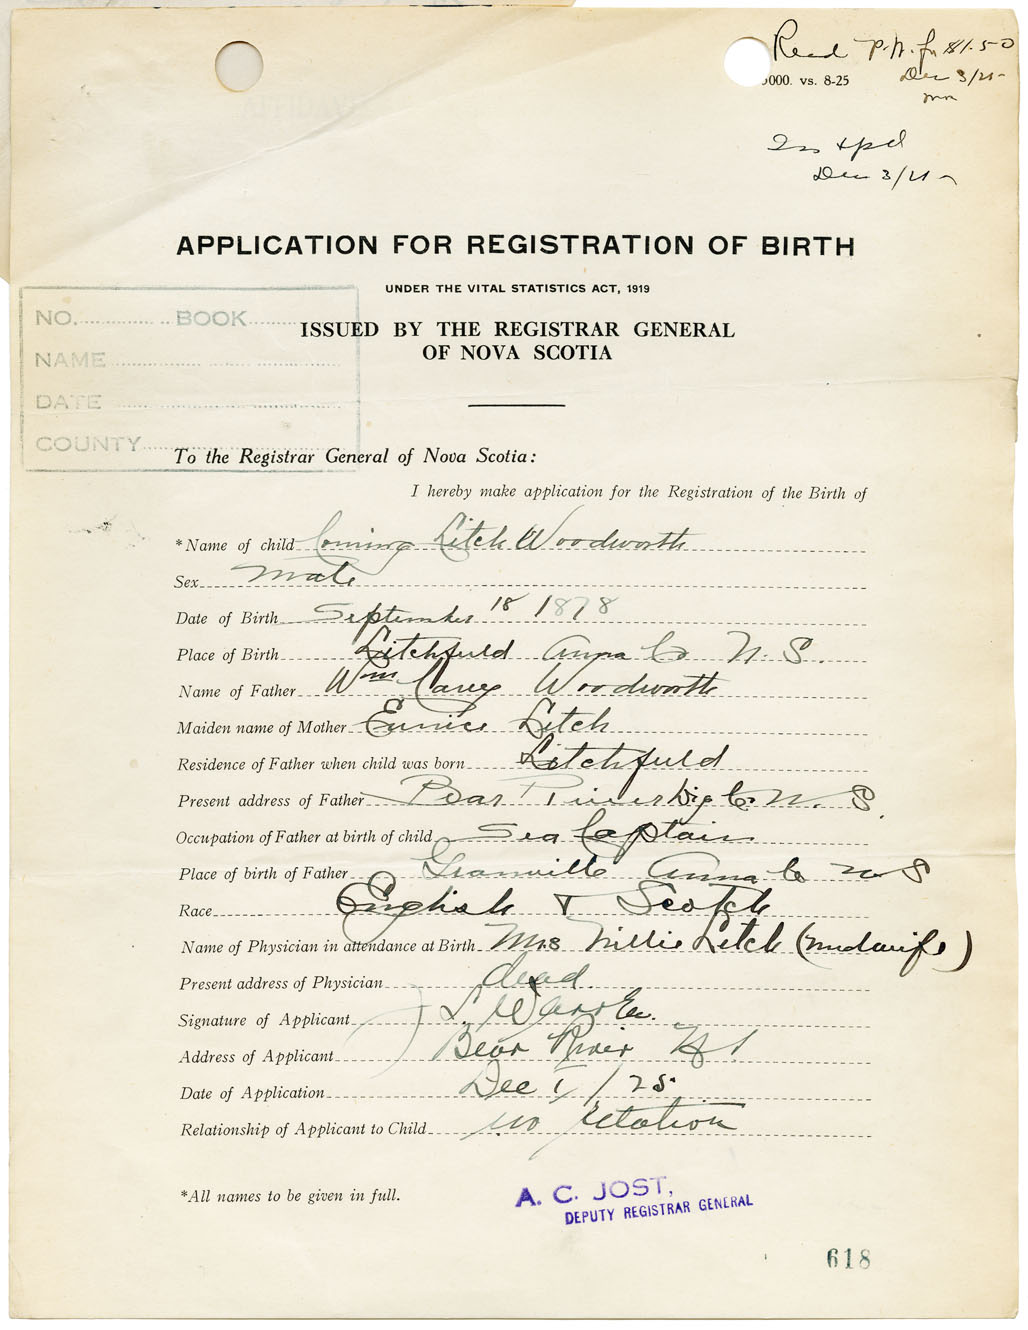 Recd P.N. for $1.50
000. vs. 8-25
Dec 3/25
Dec 3/25
APPLICATION FOR REGISTRATION OF BIRTH
UNDER THE VITAL STATISTICS ACT, 1919
NO. BOOK
ISSUED BY THE REGISTRAR GENERAL
OF NOVA SCOTIA
NAME
DATE
COUNTY
To the Registrar General of Nova Scotia:
I hereby make application for the Registration of the Birth of
*Name of child Litch Woodworth
Sex Male
Date of Birth September 18 1878
Place of Birth Litchfield Anna Co N. S.
Name of Father Wm Carey Woodworth
Maiden name of Mother Eunice Litch
Residence of Father when child was born Litchfield
Present address of Father Bear River Dig Co N. S.
Occupation of Father at birth of child Sea Captain
Place of birth of Father Granville Anna Co N S
Race English & Scotch
Name of Physician in attendance at Birth Mrs Millie Litch (midwife)
Present address of Physician dead.
Signature of Applicant L.
Address of Applicant Bear River N S
Date of Application Dec 1/25.
Relationship of Applicant to Child no relation
*All names to be given in full.
A. C. JOST,
DEPUTY REGISTRAR GENERAL
618